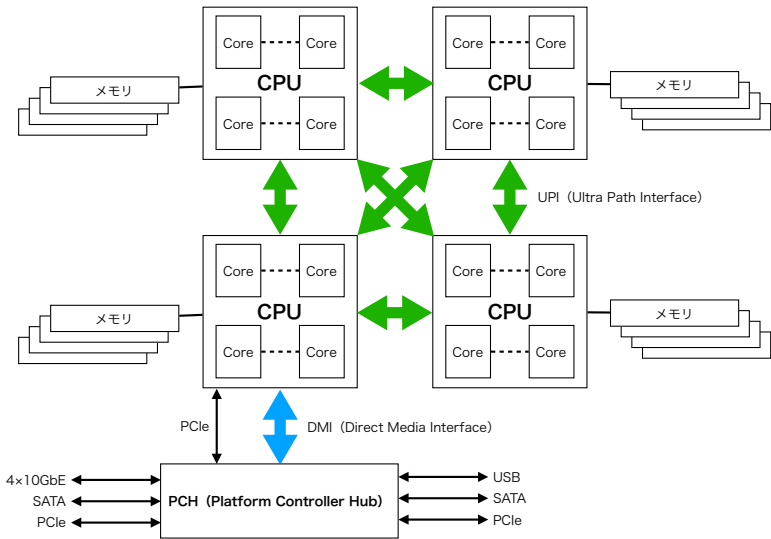 Core Core
CPU
Core Core
メモリ
Core Core
CPU
Core Core
メモリ
UPI（Ultra Path Interface）
Core Core
CPU
Core Core
メモリ
Core Core
CPU
Core Core
メモリ
PCIe
DMI（Direct Media Interface）
4×10GbE
SATA
PCIe
PCH（Platform Controller Hub）
USB
SATA
PCIe